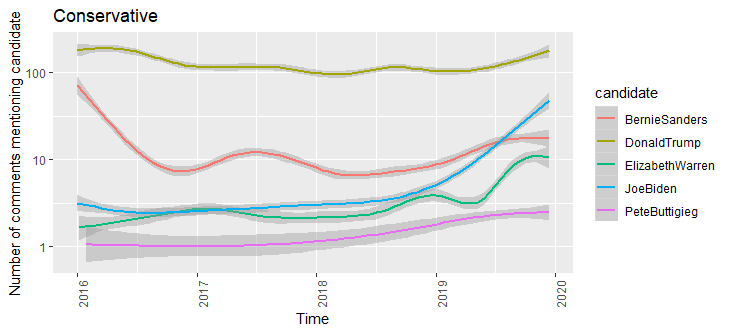 Conservative
Number of comments mentioning candidate
100
10
1
2016
2017
2018
2019
2020
Time
candidate
BernieSanders
DonaldTrump
ElizabethWarren
JoeBiden
PeteButtigieg